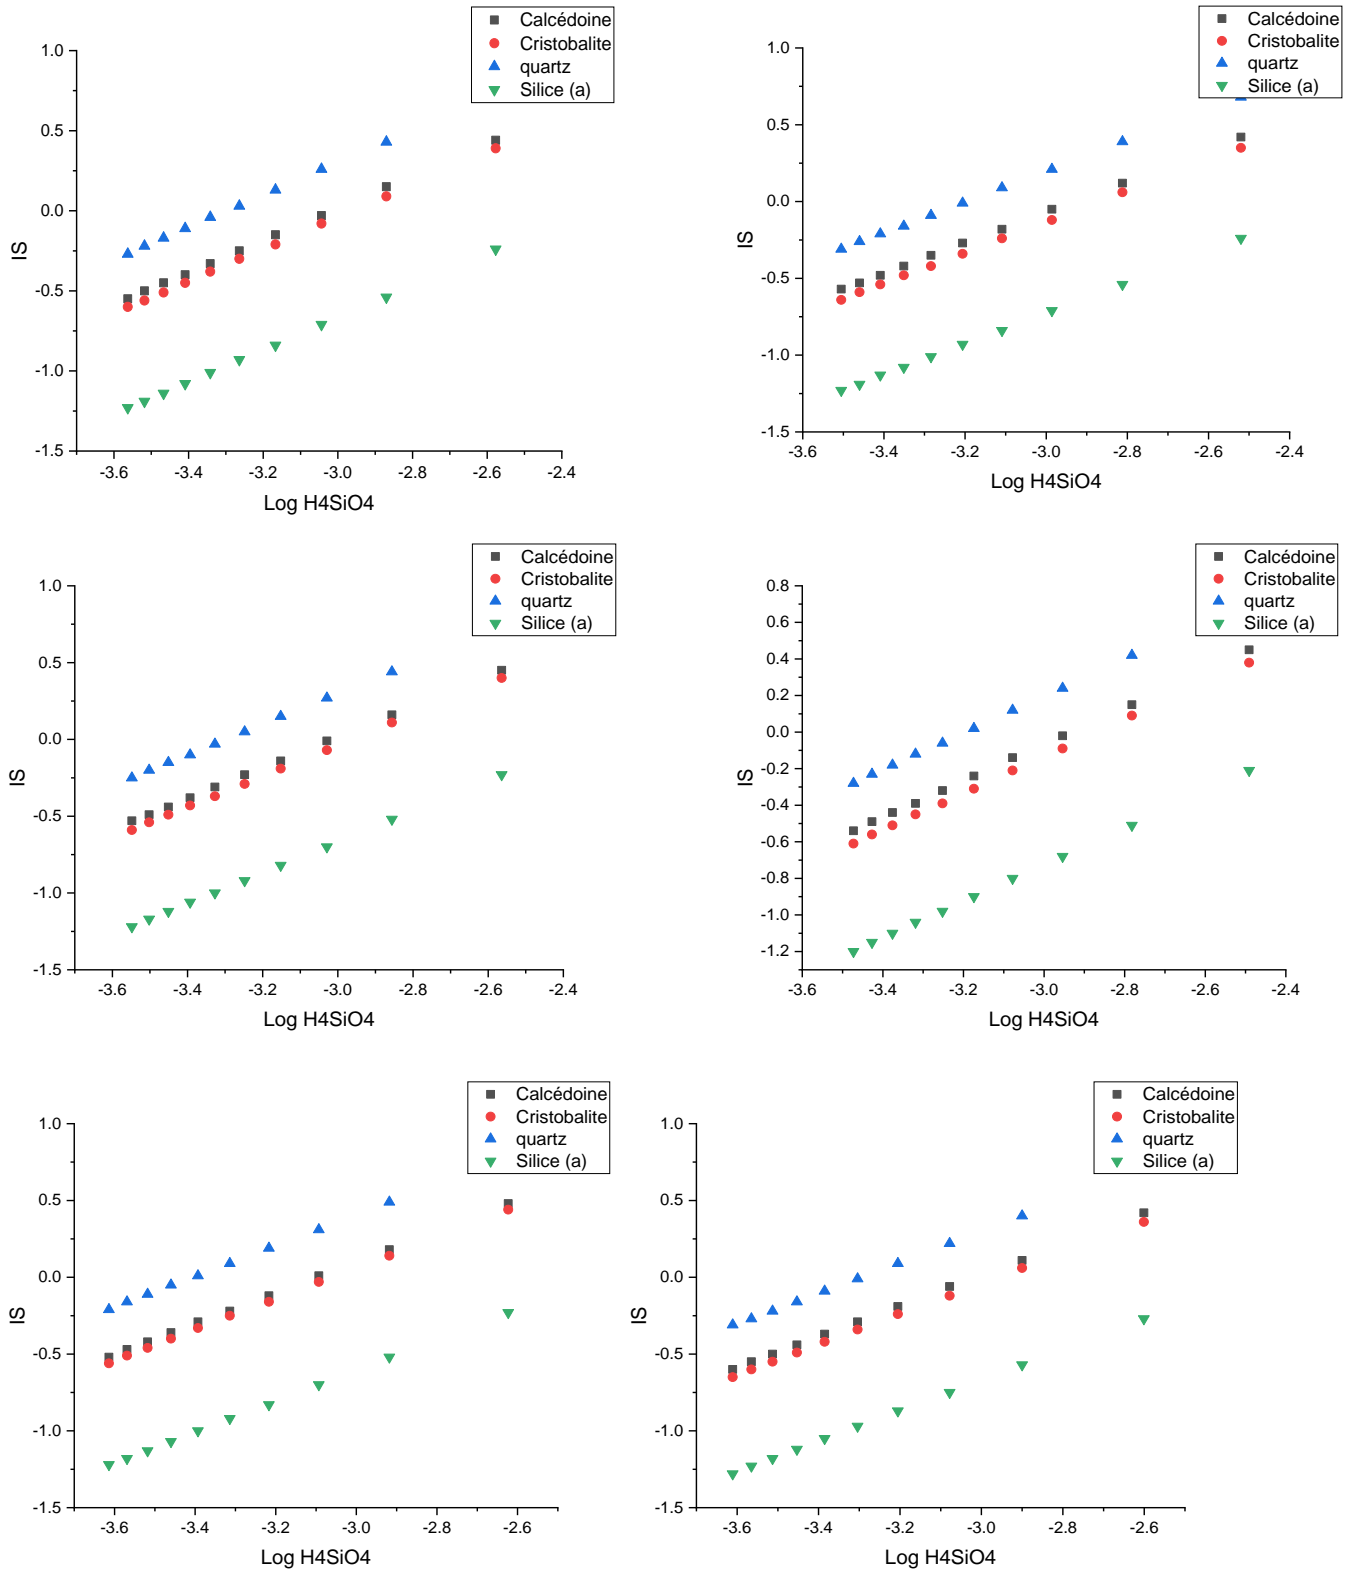 Calcédoine
Cristobalite
quartz
Silice (a)
1.0
0.5
0.0
-0.5
-1.0
-1.5
IS
-3.6
-3.4
-3.2
-3.0
-2.8
-2.6
-2.4
Log H4SiO4
Calcédoine
Cristobalite
quartz
Silice (a)
1.0
0.5
0.0
-0.5
-1.0
-1.5
IS
-3.6
-3.4
-3.2
-3.0
-2.8
-2.6
-2.4
Log H4SiO4
Calcédoine
Cristobalite
quartz
Silice (a)
1.0
0.5
0.0
-0.5
-1.0
-1.5
IS
-3.6
-3.4
-3.2
-3.0
-2.8
-2.6
-2.4
Log H4SiO4
Calcédoine
Cristobalite
quartz
Silice (a)
0.8
0.6
0.4
0.2
0.0
-0.2
-0.4
-0.6
-0.8
-1.0
-1.2
IS
-3.6
-3.4
-3.2
-3.0
-2.8
-2.6
-2.4
Log H4SiO4
Calcédoine
Cristobalite
quartz
Silice (a)
1.0
0.5
0.0
-0.5
-1.0
-1.5
IS
-3.6
-3.4
-3.2
-3.0
-2.8
-2.6
Log H4SiO4
Calcédoine
Cristobalite
quartz
Silice (a)
1.0
0.5
0.0
-0.5
-1.0
-1.5
IS
-3.6
-3.4
-3.2
-3.0
-2.8
-2.6
Log H4SiO4